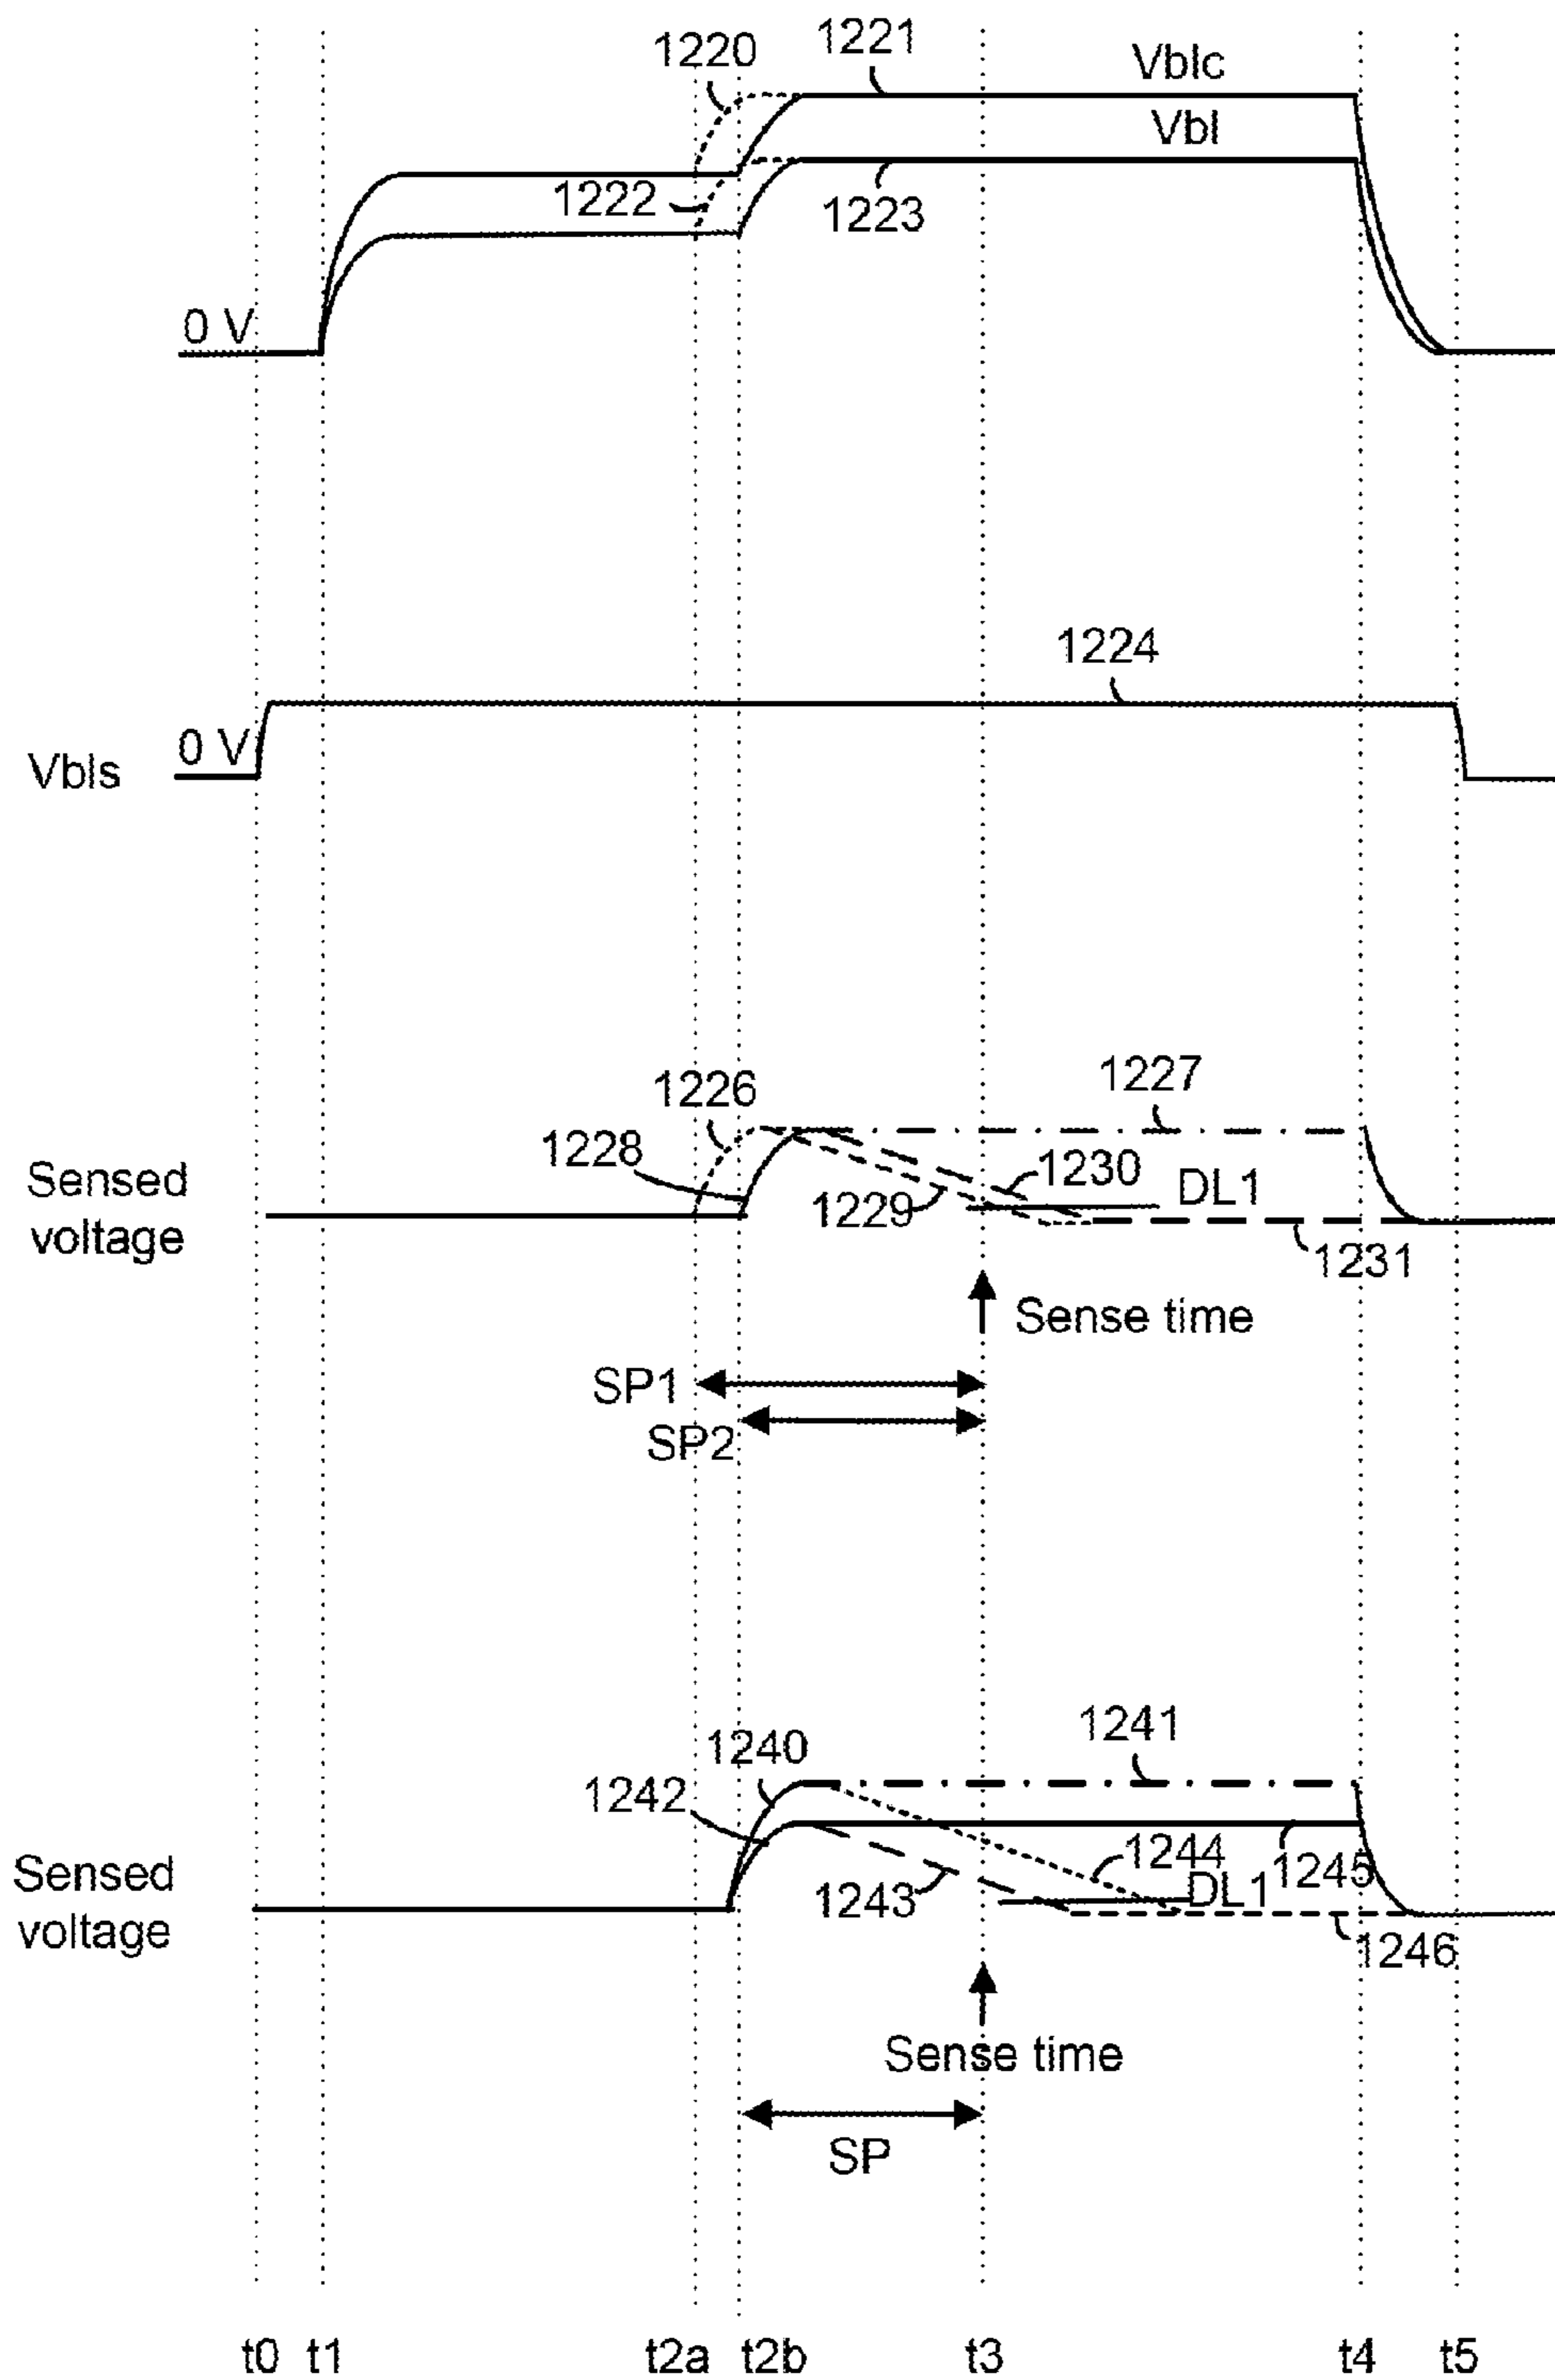 1220
1221
Vblc
Vbl
1222
1223
0 V
1224
0 V
Vbls
1226
1227
1228
1230
DL1
Sensed
voltage
1229
1231
Sense time
SP1
SP2
1240
1241
1242
1244
1245
DL1
Sensed
voltage
1243
1246
Sense time
SP
t0 t1 t2a t2b t3 t4 t5